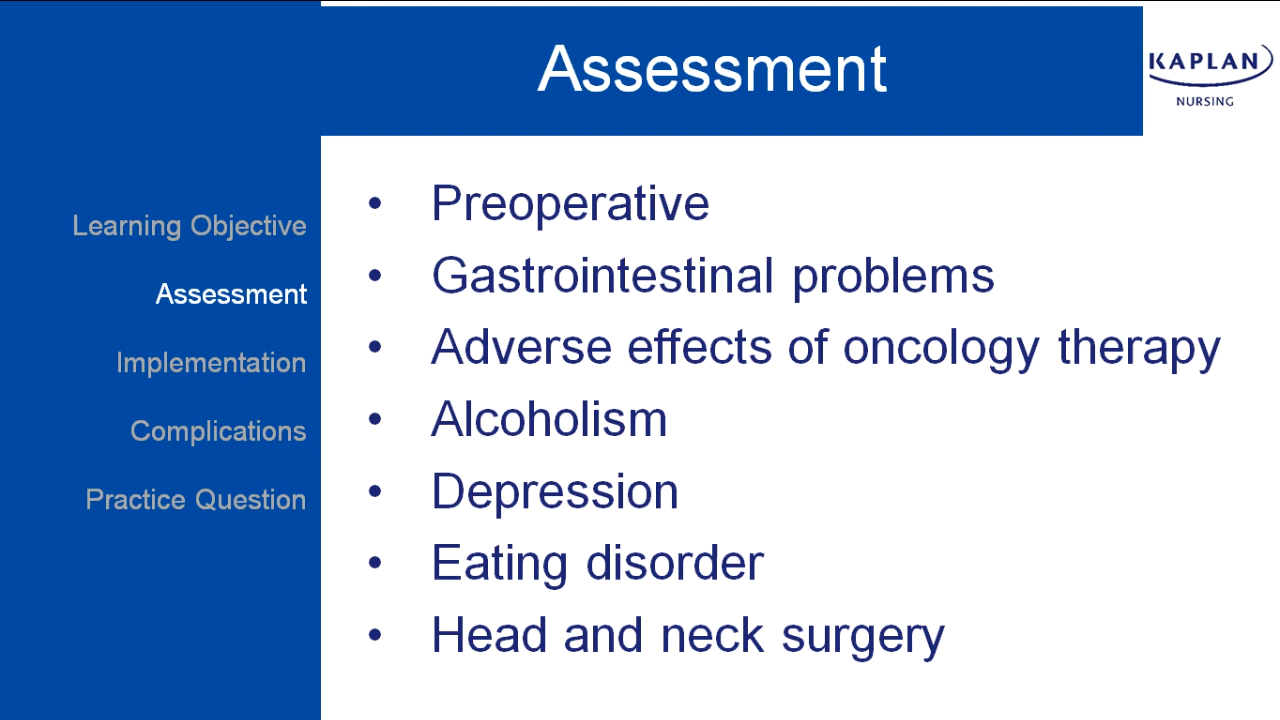 Assessment
KAPLAN
NURSING
Learning Objective
Assessment
Implementation
Complications
Practice Question
• Preoperative
• Gastrointestinal problems
• Adverse effects of oncology therapy
• Alcoholism
• Depression
• Eating disorder
• Head and neck surgery